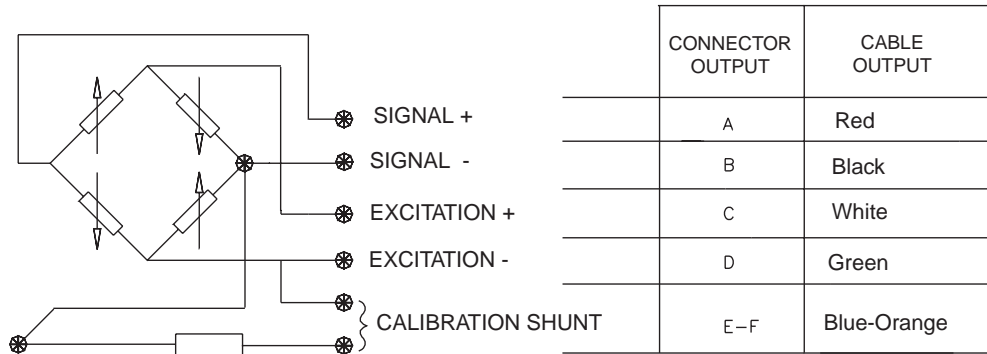 CONNECTOR OUTPUT
CABLE OUTPUT
SIGNAL + A Red
SIGNAL - B Black
EXCITATION + C White
EXCITATION - D Green
CALIBRATION SHUNT E-F Blue-Orange